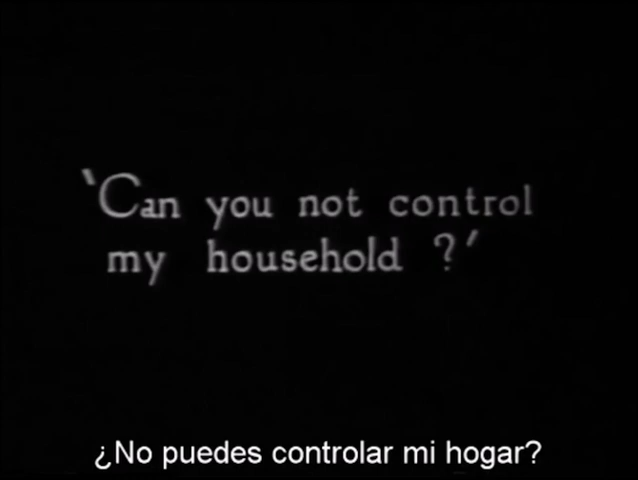 ‛Can you not control
my household ?’
¿No puedes controlar mi hogar?